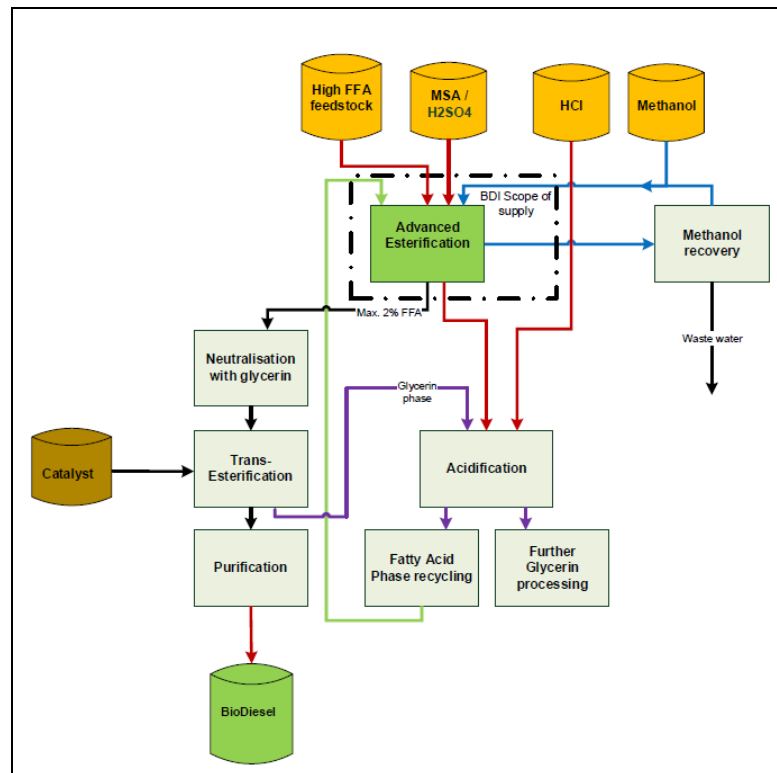 High FFA
feedstock
MSA /
H2SO4
HCl
Methanol
BDI Scope of
supply
Advanced
Esterification
Methanol
recovery
Max. 2% FFA
Waste water
Neutralisation
with glycerin
Glycerin
phase
Trans-
Esterification
Catalyst
Acidification
Purification
Fatty Acid
Phase recycling
Further
Glycerin
processing
BioDiesel